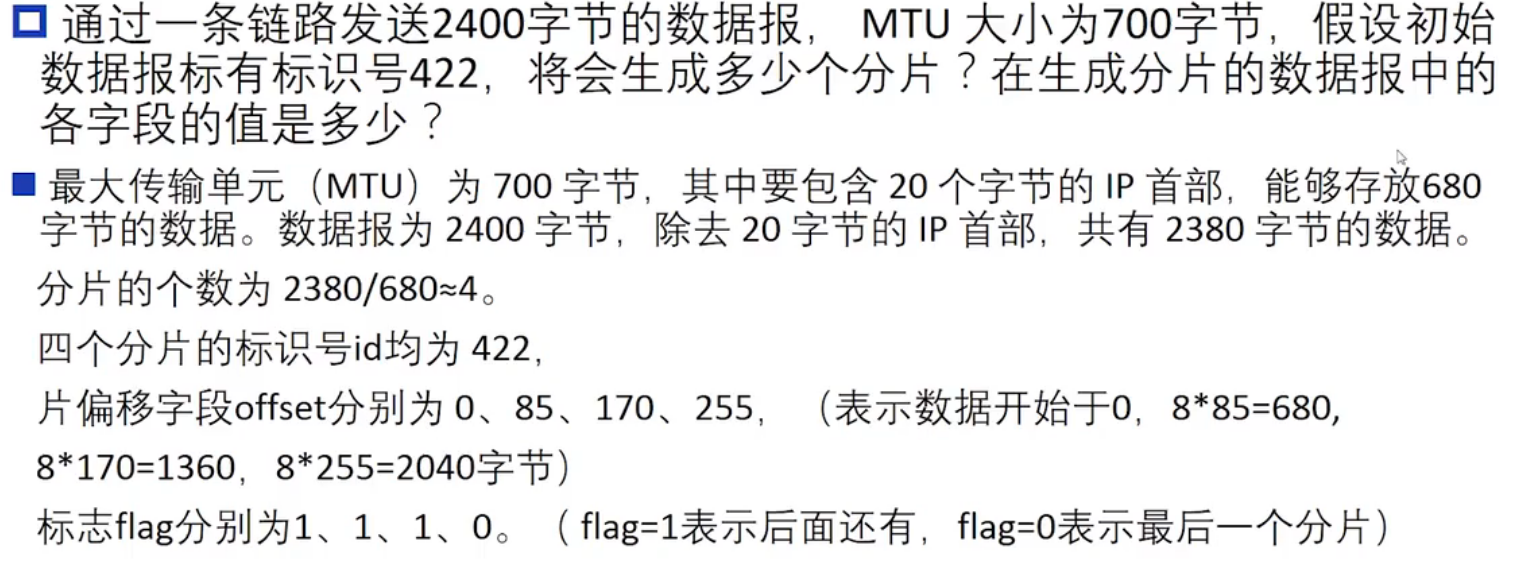 通过一条链路发送2400字节的数据报， MTU 大小为700字节，假设初始
数据报标有标识号422，将会生成多少个分片？在生成分片的数据报中的
各字段的值是多少？
最大传输单元（MTU）为 700 字节，其中要包含 20 个字节的 IP 首部，能够存放680
字节的数据。数据报为 2400 字节，除去 20 字节的 IP 首部，共有 2380 字节的数据。
分片的个数为 2380/680≈4。
四个分片的标识号id均为 422，
片偏移字段offset分别为 0、85、170、255，（表示数据开始于0，8*85=680,
8*170=1360，8*255=2040字节）
标志flag分别为1、1、1、0。（ flag=1表示后面还有，flag=0表示最后一个分片）